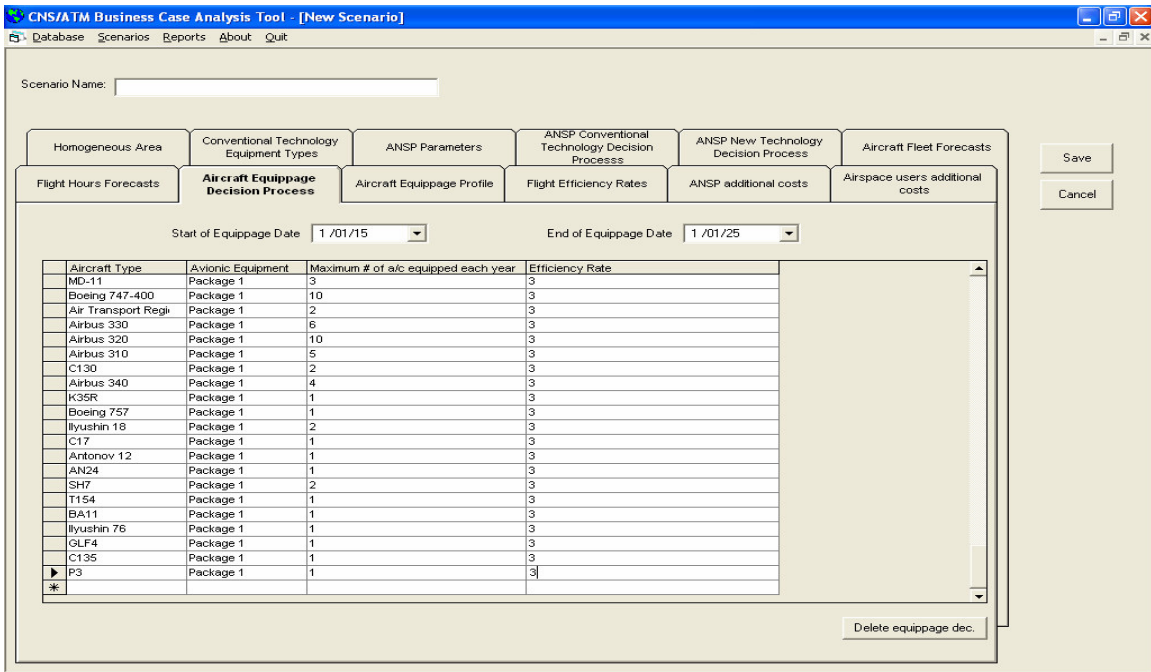 CNS/ATM Business Case Analysis Tool - [New Scenario]
Database Scenarios Reports About Quit
Scenario Name:
Homogeneous Area
Conventional Technology
Equipment Types
ANSP Parameters
ANSP Conventional
Technology Decision
Processs
ANSP New Technology
Decision Process
Aircraft Fleet Forecasts
Save
Flight Hours Forecasts
Aircraft Equippage
Decision Process
Aircraft Equippage Profile
Flight Efficiency Rates
ANSP additional costs
Airspace users additional
costs
Cancel
Start of Equippage Date 1 /01/15 End of Equippage Date 1 /01/25
Aircraft Type Avionic Equipment Maximum # of a/c equipped each year Efficiency Rate
MD-11 Package 1 3 3
Boeing 747-400 Package 1 10 3
Air Transport Regi Package 1 2 3
Airbus 330 Package 1 6 3
Airbus 320 Package 1 10 3
Airbus 310 Package 1 5 3
C130 Package 1 2 3
Airbus 340 Package 1 4 3
K35R Package 1 1 3
Boeing 757 Package 1 1 3
Ilyushin 18 Package 1 2 3
C17 Package 1 1 3
Antonov 12 Package 1 1 3
AN24 Package 1 1 3
SH7 Package 1 2 3
T154 Package 1 1 3
BA11 Package 1 1 3
Ilyushin 76 Package 1 1 3
GLF4 Package 1 1 3
C135 Package 1 1 3
P3 Package 1 1 3
Delete equippage dec.